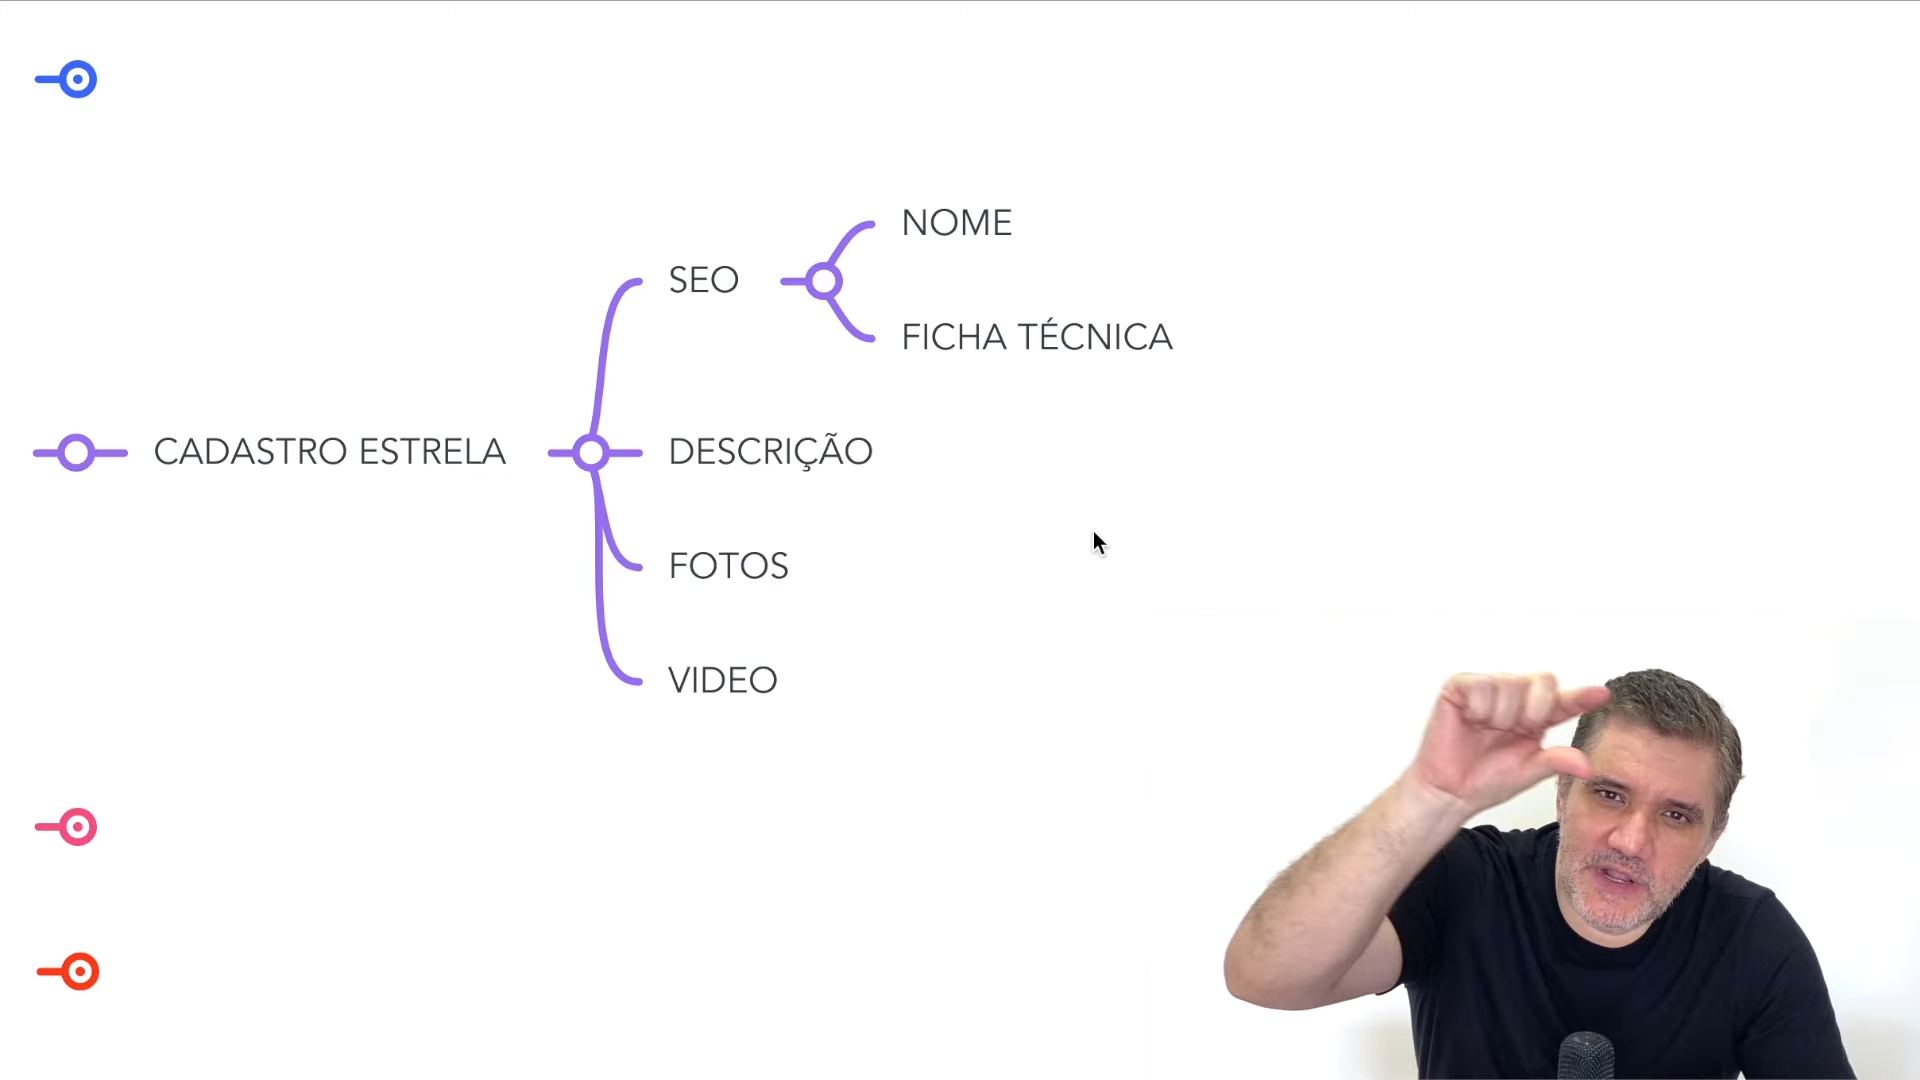 NOME
SEO
FICHA TÉCNICA
CADASTRO ESTRELA
DESCRIÇÃO
FOTOS
VIDEO